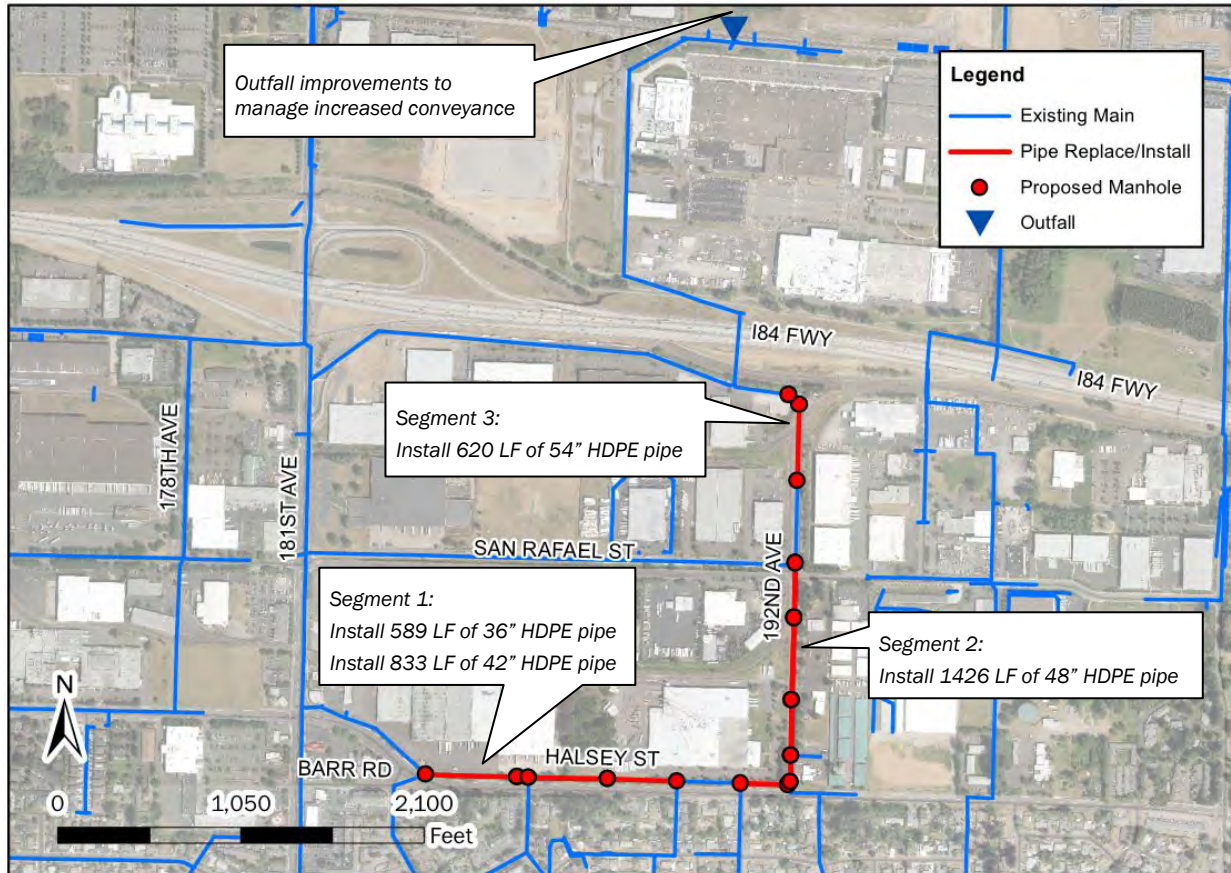 Outfall improvements to
manage increased conveyance
Legend
Existing Main
Pipe Replace/Install
Proposed Manhole
Outfall
I84 FWY
I84 FWY
Segment 3:
Install 620 LF of 54” HDPE pipe
178TH AVE
181ST AVE
SAN RAFAEL ST
192ND AVE
Segment 1:
Install 589 LF of 36” HDPE pipe
Install 833 LF of 42” HDPE pipe
Segment 2:
Install 1426 LF of 48” HDPE pipe
N
HALSEY ST
BARR RD
0 1,050 2,100
Feet